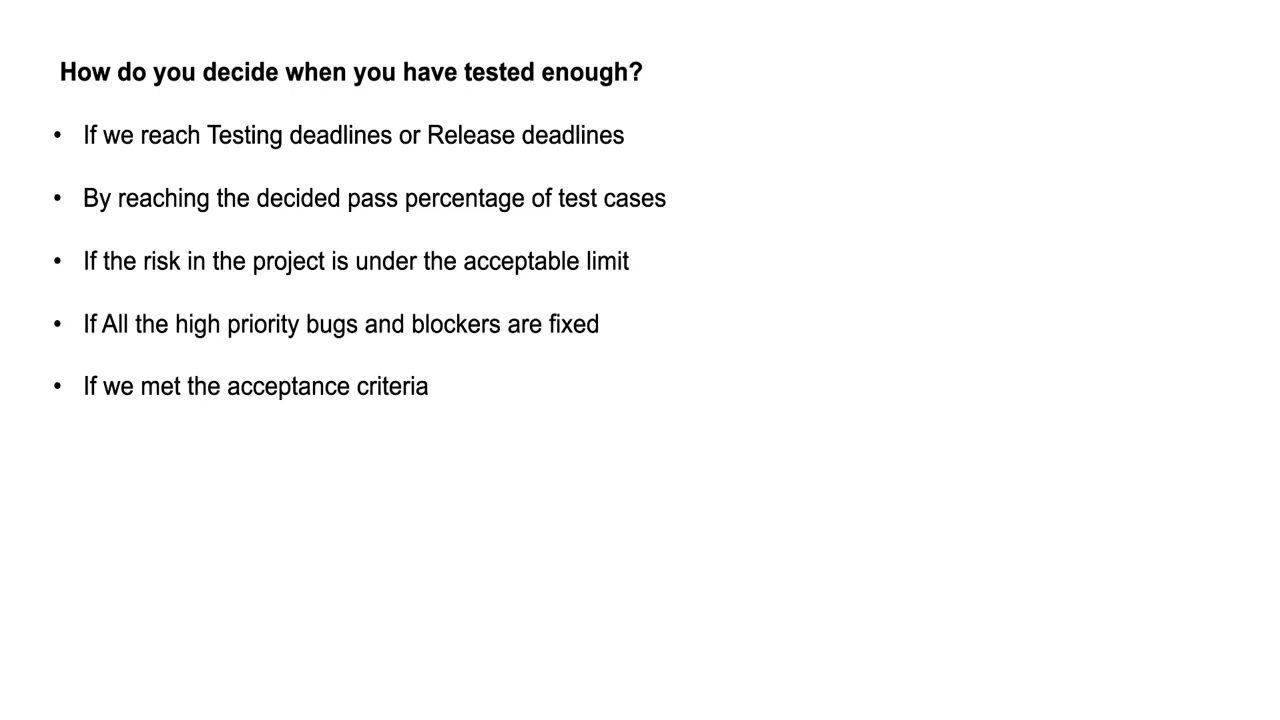 How do you decide when you have tested enough?
• If we reach Testing deadlines or Release deadlines
• By reaching the decided pass percentage of test cases
• If the risk in the project is under the acceptable limit
• If All the high priority bugs and blockers are fixed
• If we met the acceptance criteria